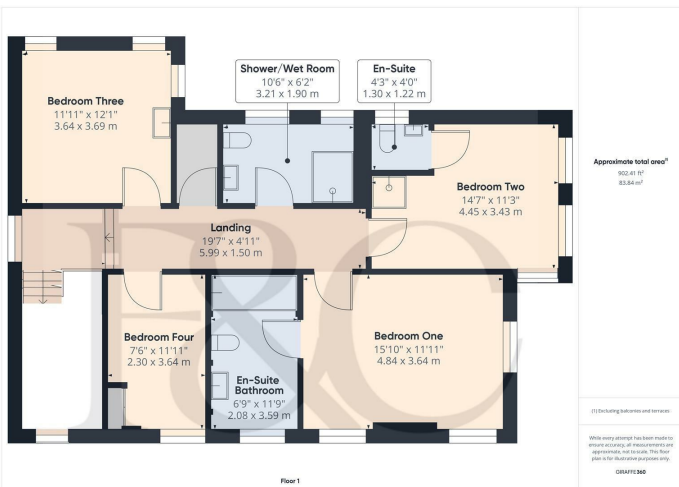 Shower/Wet Room
10'6" x 6'2"
3.21 x 1.90 m
En-Suite
4'3" x 4'0"
1.30 x 1.22 m
Bedroom Three
11'11" x 12'1"
3.64 x 3.69 m
Bedroom Two
14'7" x 11'3"
4.45 x 3.43 m
Landing
19'7" x 4'11"
5.99 x 1.50 m
Bedroom Four
7'6" x 11'11"
2.30 x 3.64 m
En-Suite
Bathroom
6'9" x 11'9"
2.08 x 3.59 m
Bedroom One
15'10" x 11'11"
4.84 x 3.64 m
F&C
Floor 1
Approximate total area⁽¹⁾
902.41 ft²
83.84 m²
(1) Excluding balconies and terraces
While every attempt has been made to
ensure accuracy, all measurements are
approximate, not to scale. This floor
plan is for illustrative purposes only.
GIRAFFE360